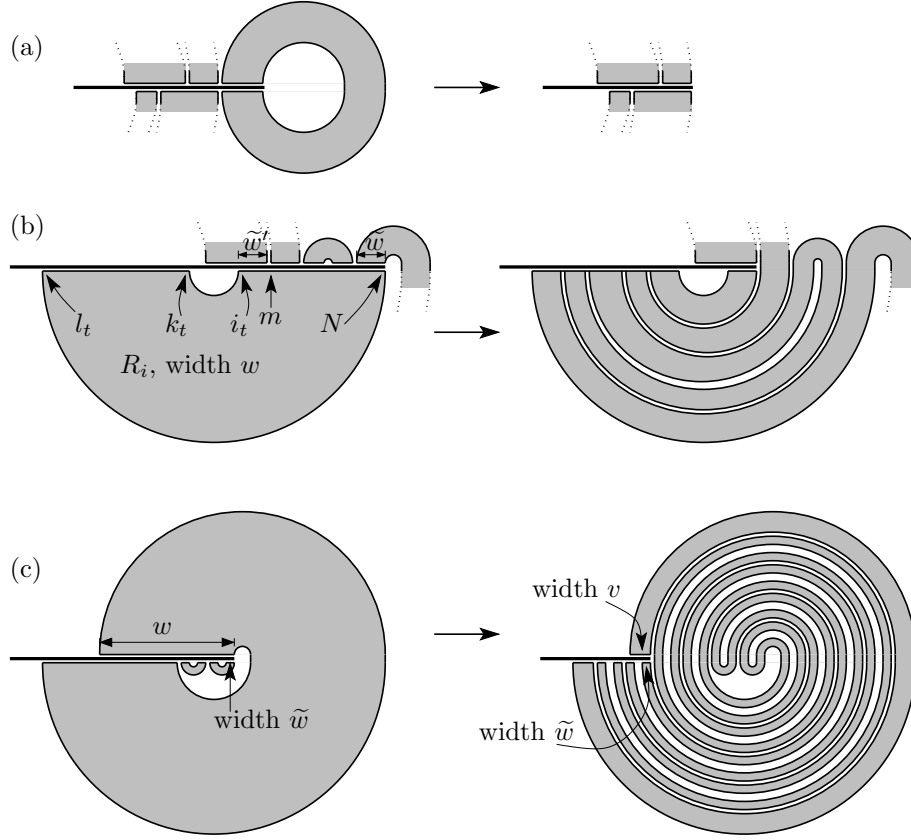 (a)
(b)
w̃′ w̃
l_t k_t i_t m N
R_i, width w
(c)
width v
w
width w̃
width w̃